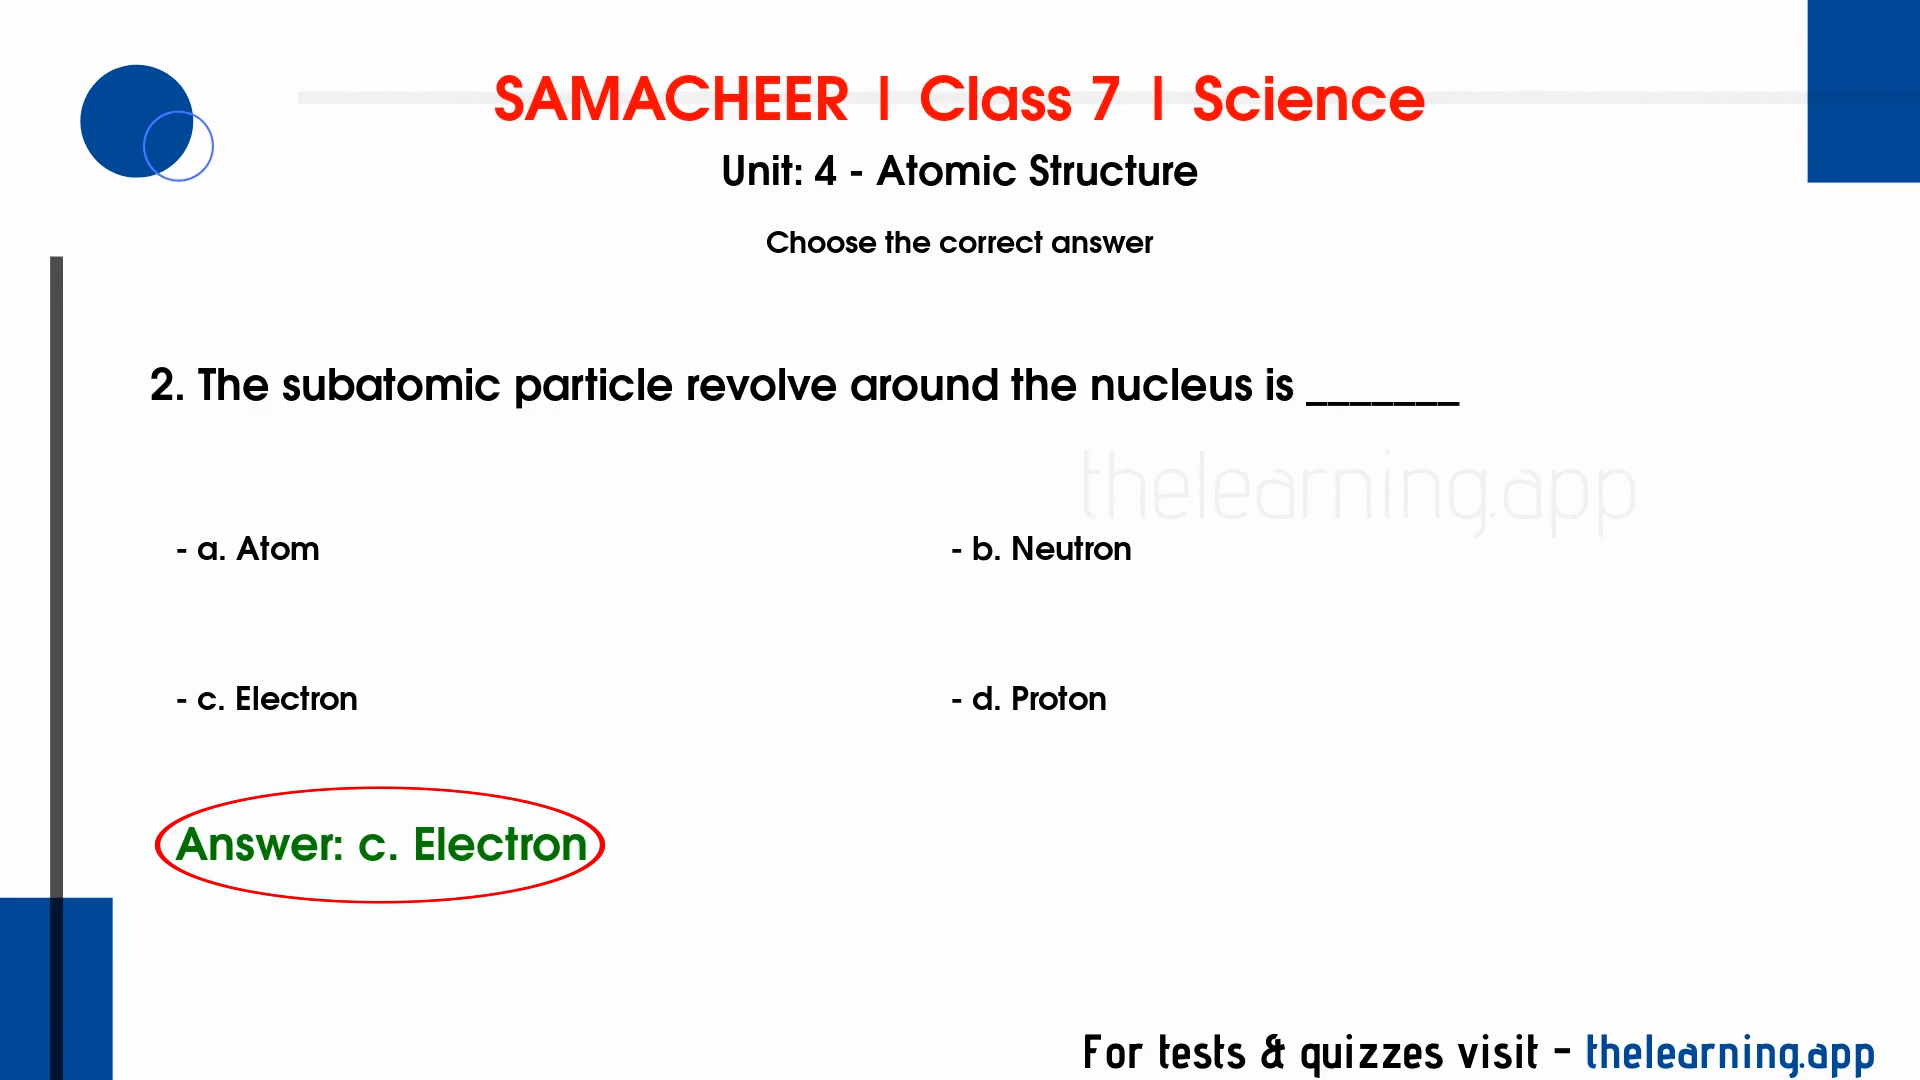 SAMACHEER | Class 7 | Science
Unit: 4 - Atomic Structure
Choose the correct answer
2. The subatomic particle revolve around the nucleus is _______
thelearning.app
- a. Atom
- b. Neutron
- c. Electron
- d. Proton
Answer: c. Electron
For tests & quizzes visit - thelearning.app